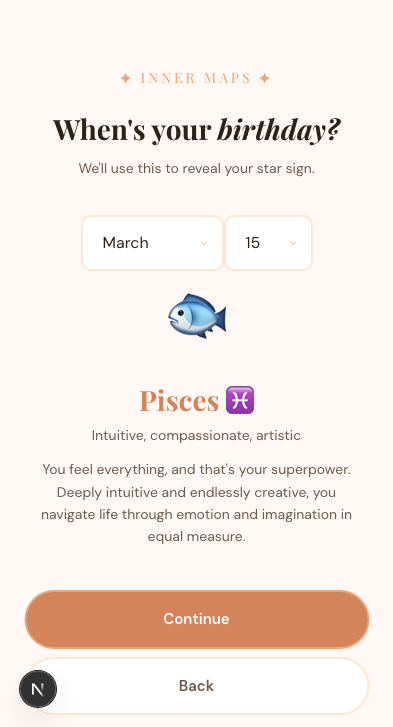 ✦ INNER MAPS ✦
When's your birthday?
We'll use this to reveal your star sign.
March 15
Pisces ♓
Intuitive, compassionate, artistic
You feel everything, and that's your superpower.
Deeply intuitive and endlessly creative, you
navigate life through emotion and imagination in
equal measure.
Continue
Back
N